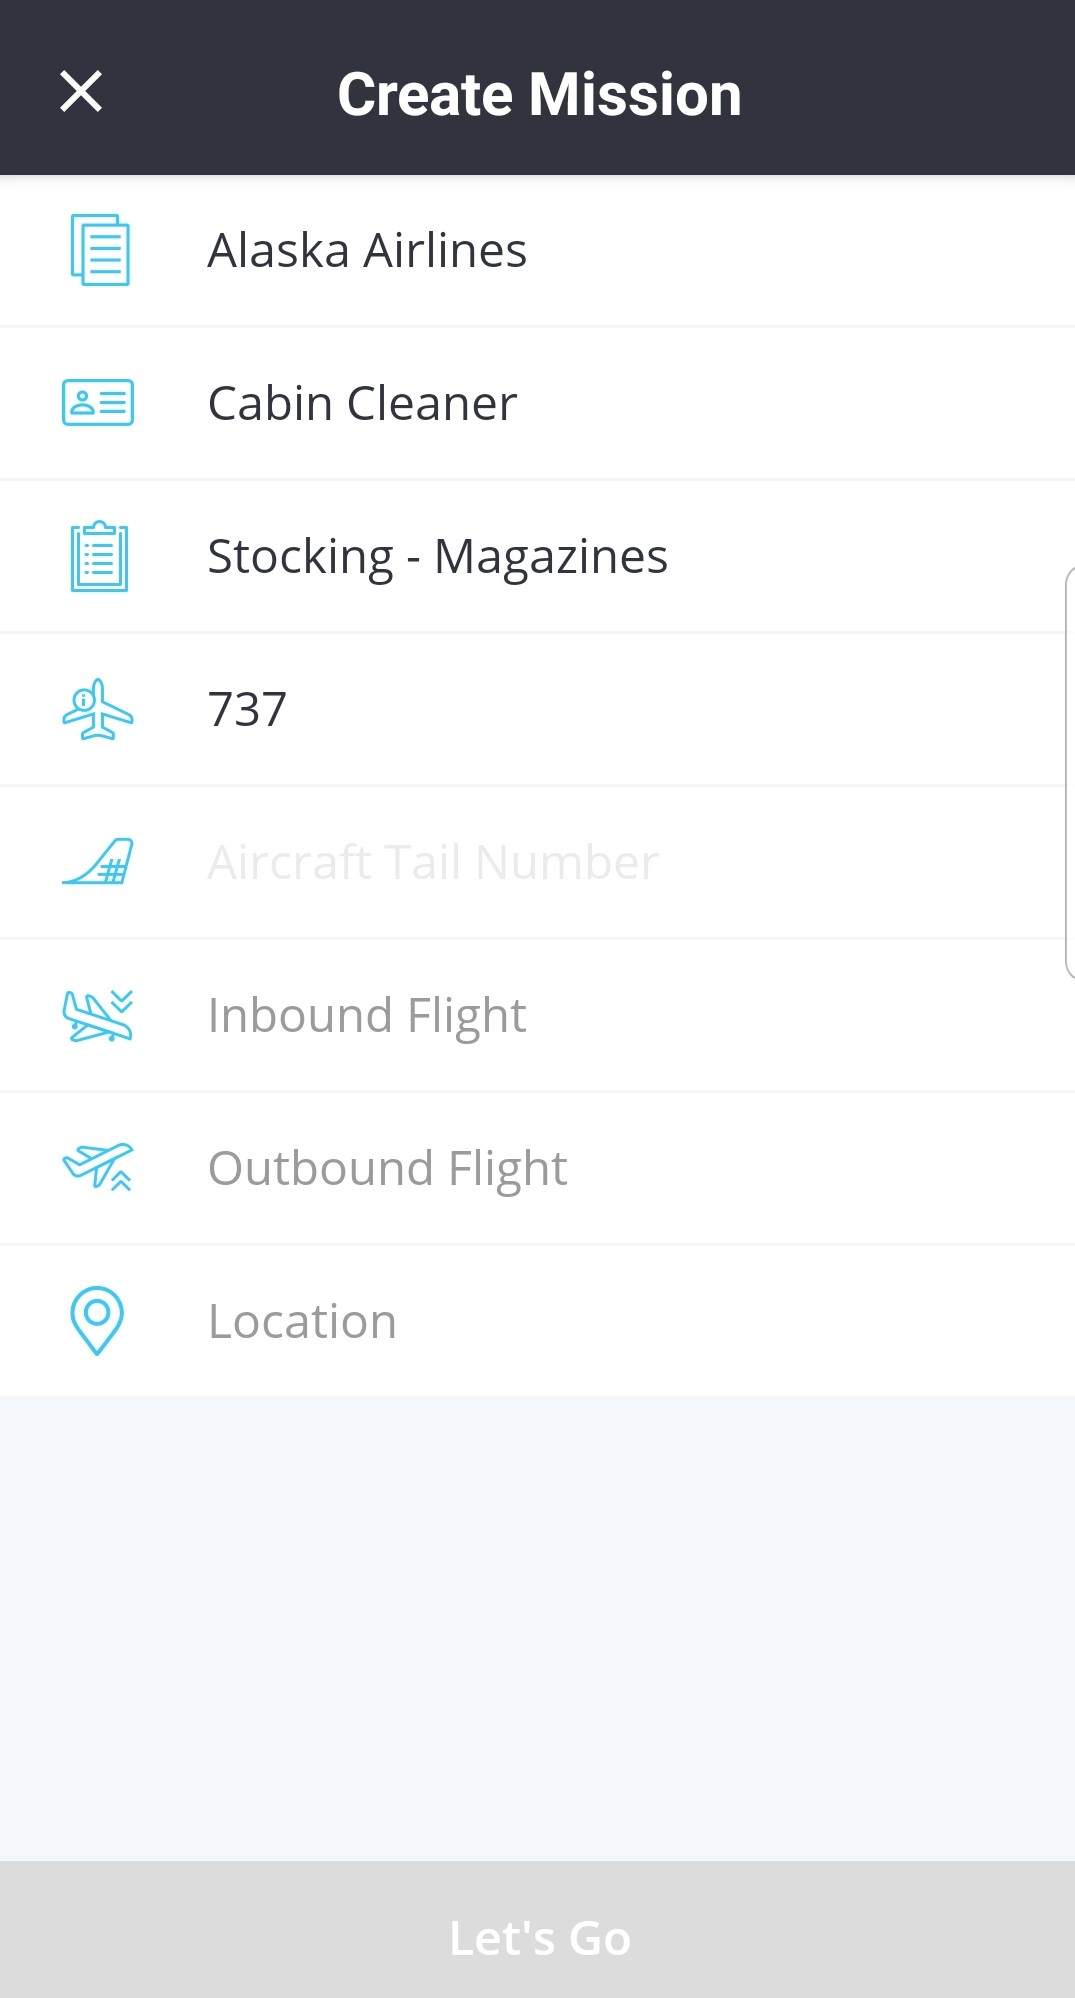 Create Mission
Alaska Airlines
Cabin Cleaner
Stocking - Magazines
737
Aircraft Tail Number
Inbound Flight
Outbound Flight
Location
Let's Go